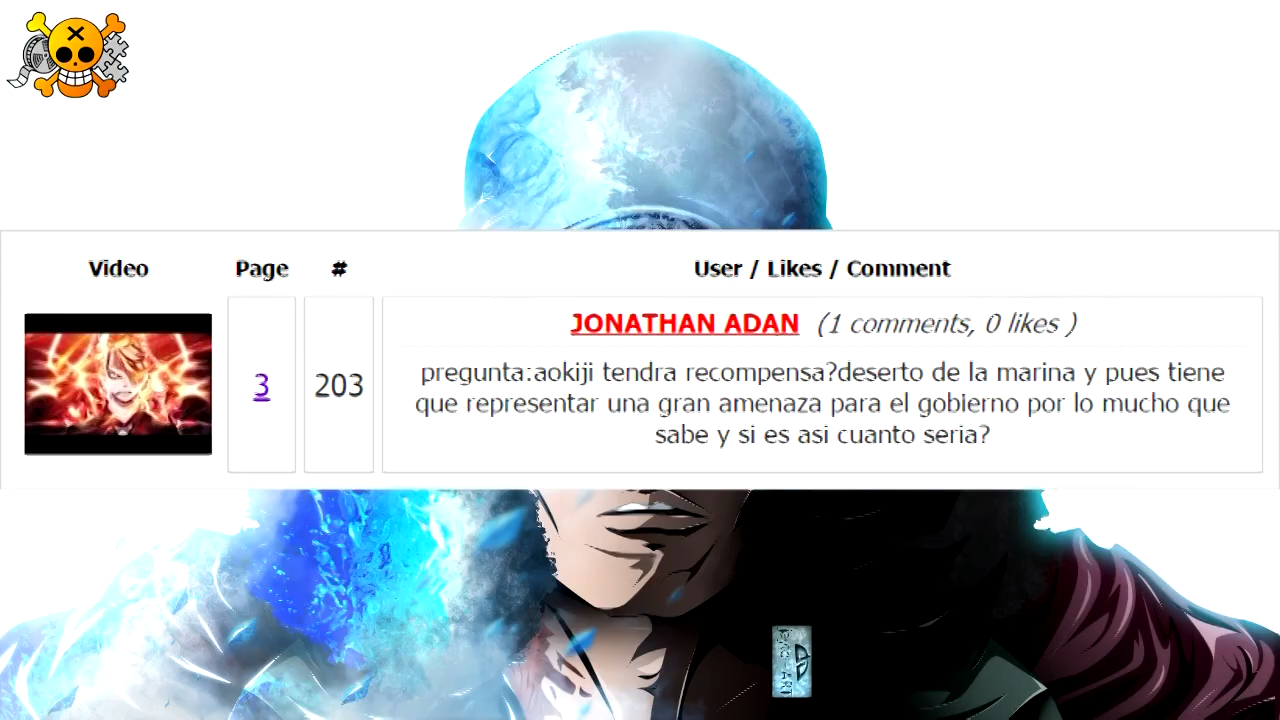 Video Page # User / Likes / Comment
JONATHAN ADAN (1 comments, 0 likes )
3 203
pregunta:aokiji tendra recompensa?deserto de la marina y pues tiene
que representar una gran amenaza para el gobierno por lo mucho que
sabe y si es asi cuanto seria?